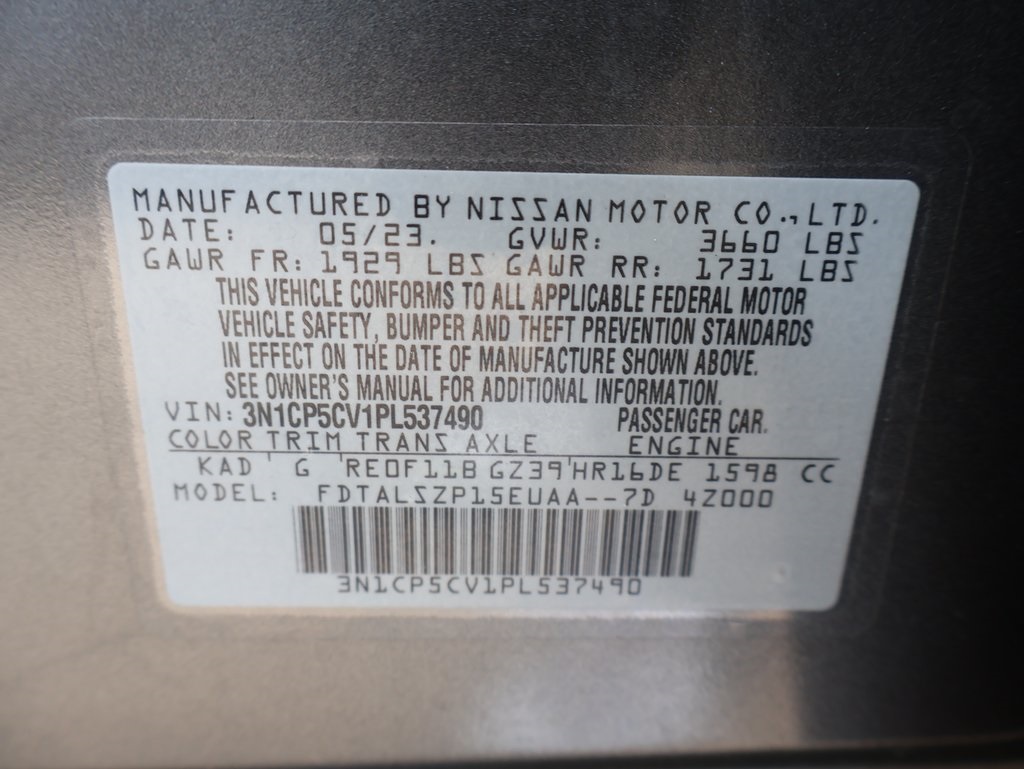 MANUFACTURED BY NISSAN MOTOR CO., LTD.
DATE: 05/23. GVWR: 3660 LBS
GAWR FR: 1929 LBS GAWR RR: 1731 LBS
THIS VEHICLE CONFORMS TO ALL APPLICABLE FEDERAL MOTOR
VEHICLE SAFETY, BUMPER AND THEFT PREVENTION STANDARDS
IN EFFECT ON THE DATE OF MANUFACTURE SHOWN ABOVE.
SEE OWNER'S MANUAL FOR ADDITIONAL INFORMATION.
VIN: 3N1CP5CV1PL537490 PASSENGER CAR.
COLOR TRIM TRANS AXLE ENGINE
KAD ' G ' RE0F11B GZ39 ' HR16DE 1598 CC
MODEL: FDTALSZP15EUAA--7D 4Z000
3N1CP5CV1PL537490